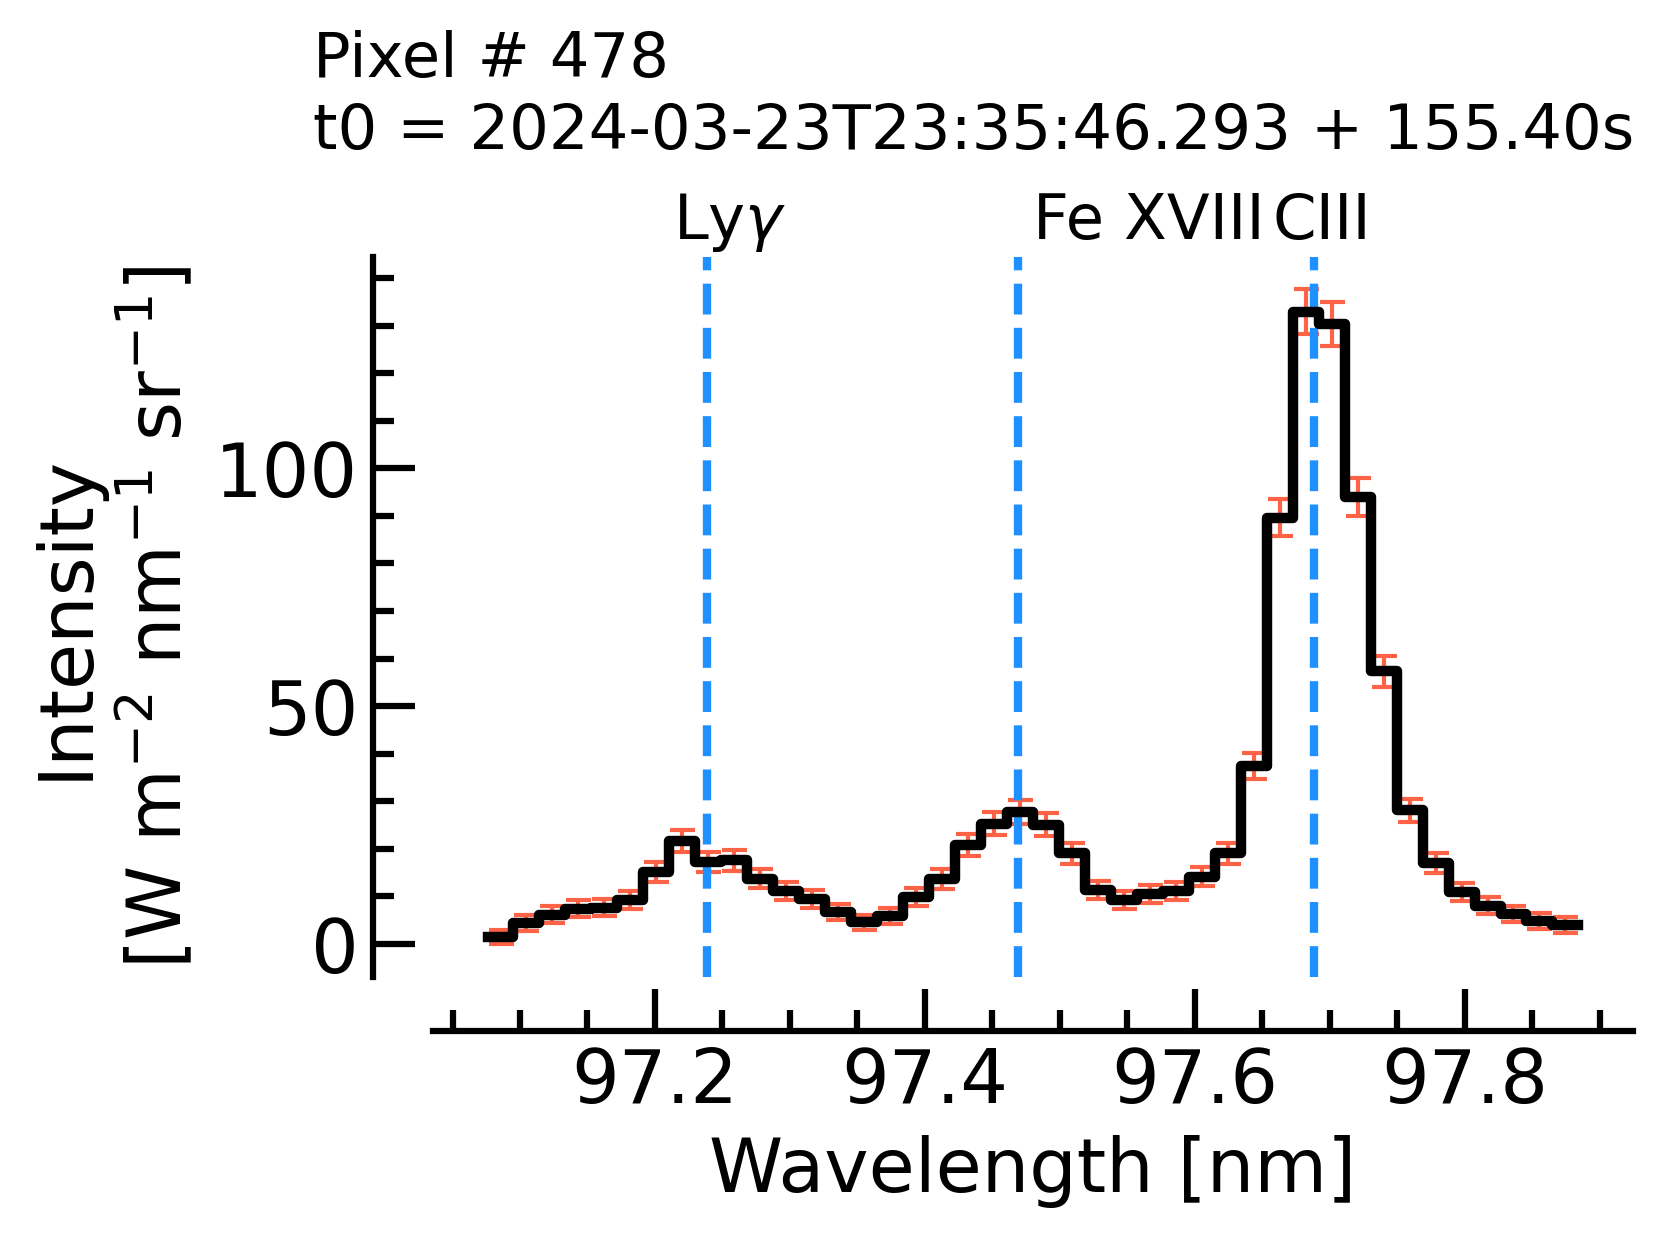 Pixel # 478
t0 = 2024-03-23T23:35:46.293 + 155.40s
Lyγ Fe XVIII CIII
Intensity
[W m⁻² nm⁻¹ sr⁻¹]
100
50
0
97.2 97.4 97.6 97.8
Wavelength [nm]